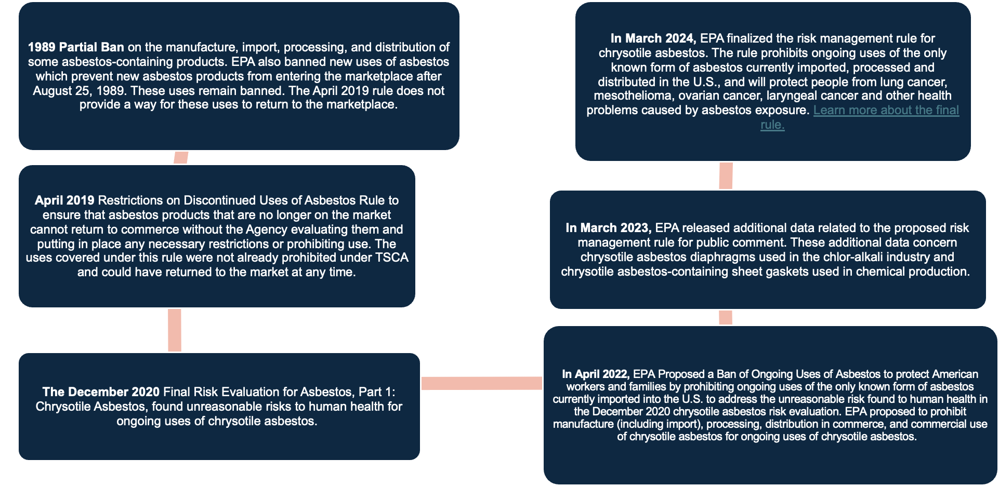 1989 Partial Ban on the manufacture, import, processing, and distribution of
some asbestos-containing products. EPA also banned new uses of asbestos
which prevent new asbestos products from entering the marketplace after
August 25, 1989. These uses remain banned. The April 2019 rule does not
provide a way for these uses to return to the marketplace.
April 2019 Restrictions on Discontinued Uses of Asbestos Rule to
ensure that asbestos products that are no longer on the market
cannot return to commerce without the Agency evaluating them and
putting in place any necessary restrictions or prohibiting use. The
uses covered under this rule were not already prohibited under TSCA
and could have returned to the market at any time.
The December 2020 Final Risk Evaluation for Asbestos, Part 1:
Chrysotile Asbestos, found unreasonable risks to human health for
ongoing uses of chrysotile asbestos.
In April 2022, EPA Proposed a Ban of Ongoing Uses of Asbestos to protect American
workers and families by prohibiting ongoing uses of the only known form of asbestos
currently imported into the U.S. to address the unreasonable risk found to human health in
the December 2020 chrysotile asbestos risk evaluation. EPA proposed to prohibit
manufacture (including import), processing, distribution in commerce, and commercial use
of chrysotile asbestos for ongoing uses of chrysotile asbestos.
In March 2023, EPA released additional data related to the proposed risk
management rule for public comment. These additional data concern
chrysotile asbestos diaphragms used in the chlor-alkali industry and
chrysotile asbestos-containing sheet gaskets used in chemical production.
In March 2024, EPA finalized the risk management rule for
chrysotile asbestos. The rule prohibits ongoing uses of the only
known form of asbestos currently imported, processed and
distributed in the U.S., and will protect people from lung cancer,
mesothelioma, ovarian cancer, laryngeal cancer and other health
problems caused by asbestos exposure. Learn more about the final
rule.